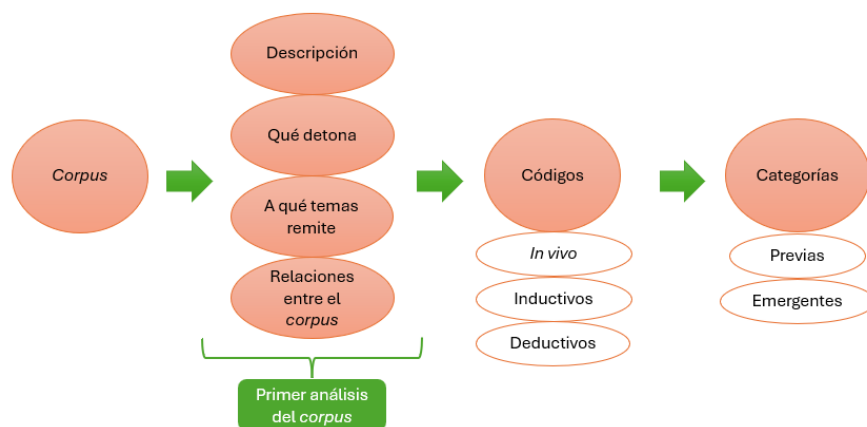 Corpus
Descripción
Qué detona
A qué temas
remite
Relaciones
entre el
corpus
Primer análisis
del corpus
Códigos
In vivo
Inductivos
Deductivos
Categorías
Previas
Emergentes